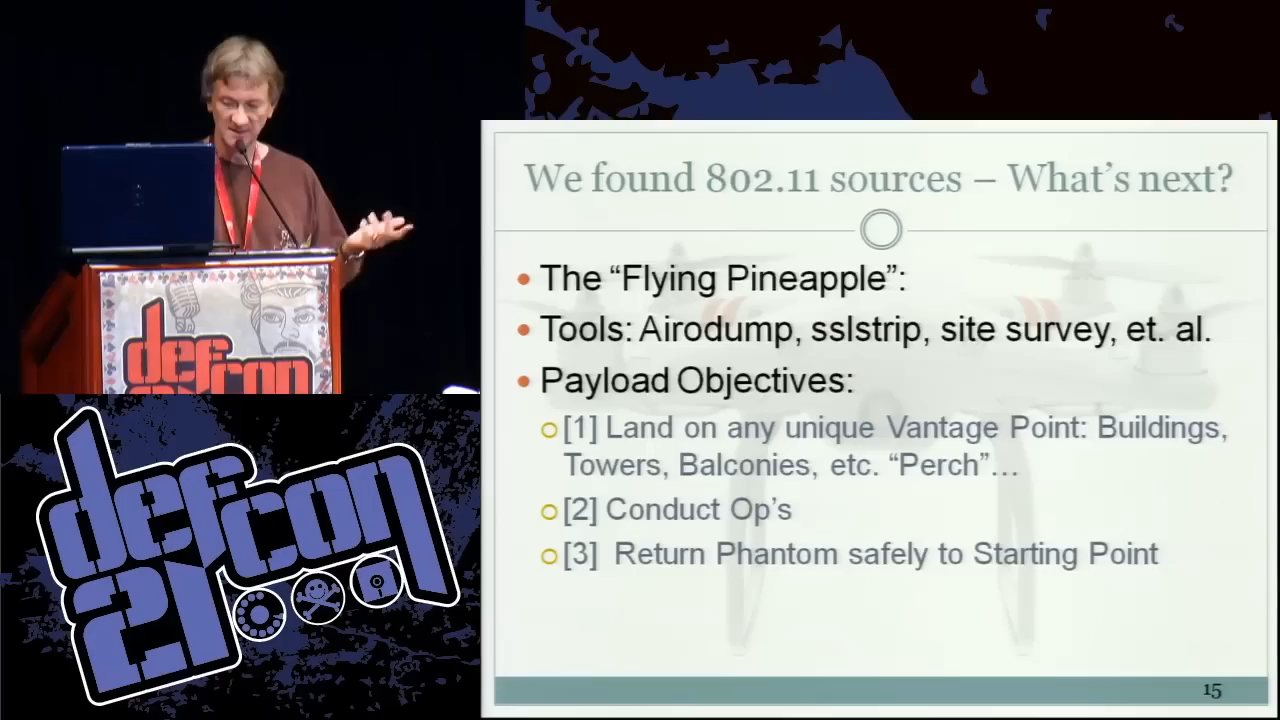 We found 802.11 sources – What's next?
• The “Flying Pineapple”:
• Tools: Airodump, sslstrip, site survey, et. al.
• Payload Objectives:
[1] Land on any unique Vantage Point: Buildings,
Towers, Balconies, etc. “Perch”…
[2] Conduct Op's
[3] Return Phantom safely to Starting Point
15
defcon
defcon
21